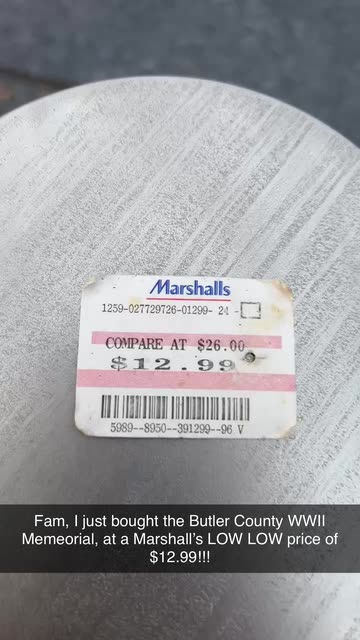 Marshalls
1259-027729726-01299- 24 -
COMPARE AT $26.00
$12.99
5989--8950--391299--96 V
Fam, I just bought the Butler County WWII
Memeorial, at a Marshall's LOW LOW price of
$12.99!!!